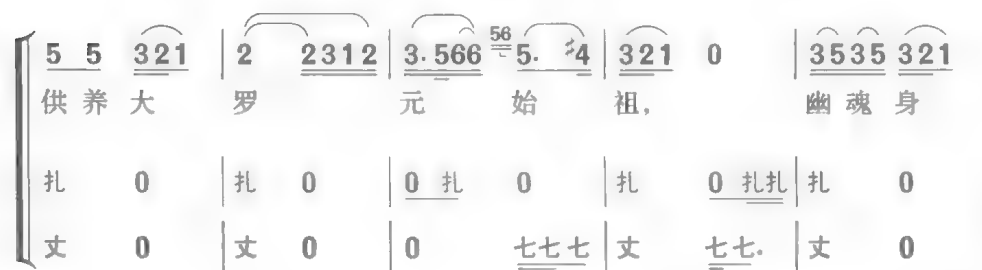 56
5 5 321 | 2 2312 | 3·566 5· ♯4 | 321 0 | 3535 321
供养大 罗 元 始 祖， 幽魂身
扎 0 | 扎 0 | 0 扎 0 | 扎 0 扎扎 | 扎 0
丈 0 | 丈 0 | 0 七七七 | 丈 七七· | 丈 0